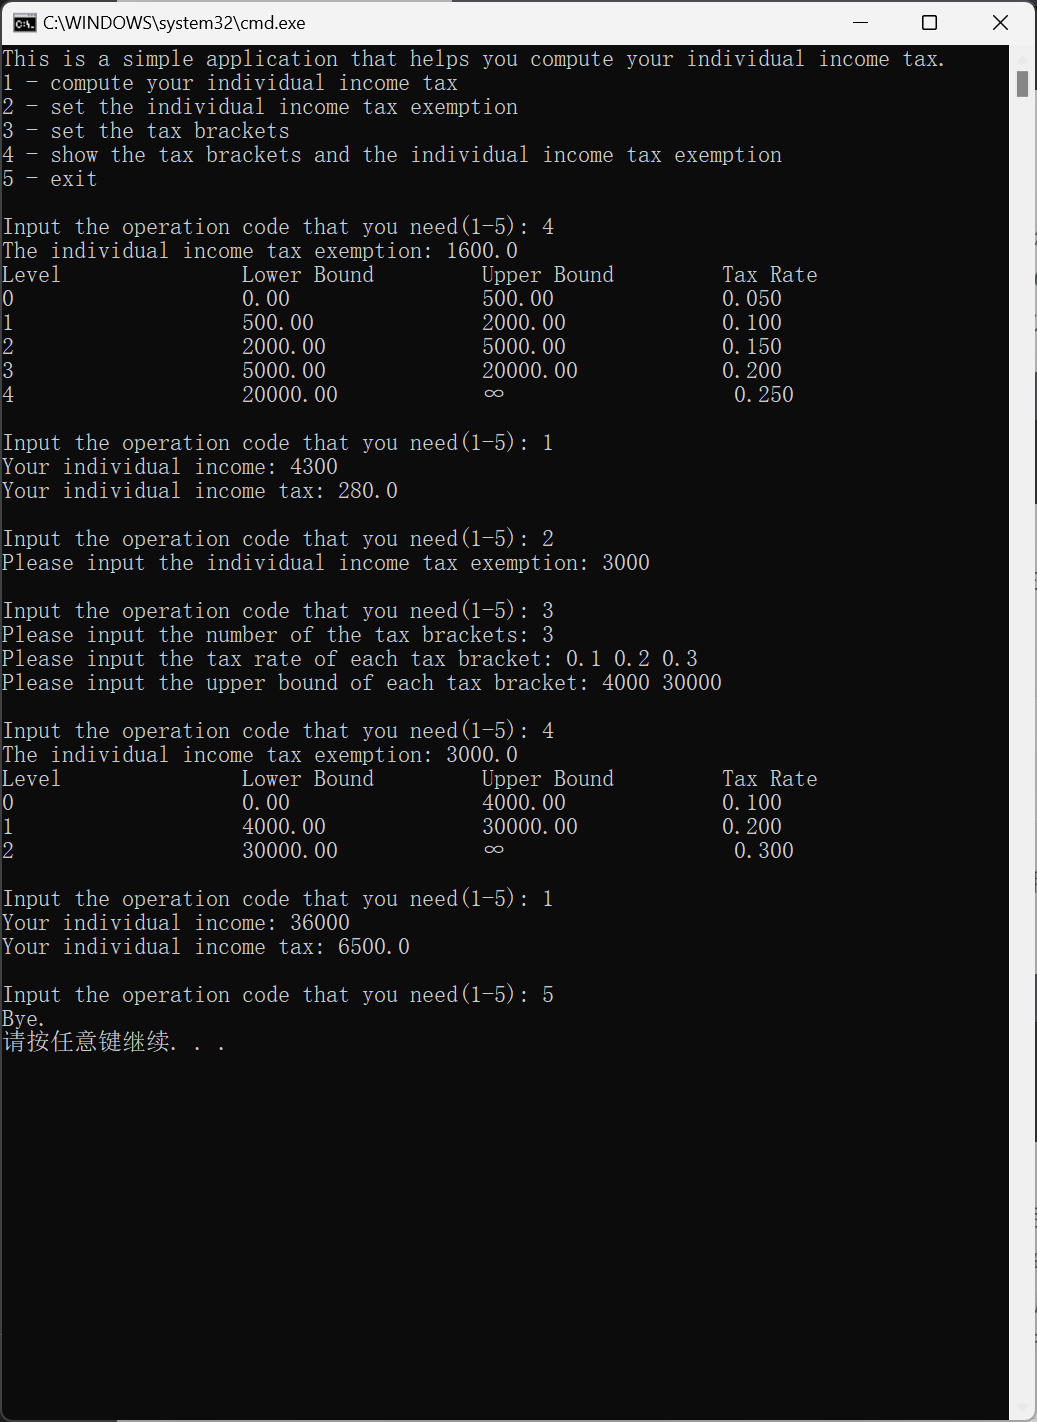 C:\WINDOWS\system32\cmd.exe
This is a simple application that helps you compute your individual income tax.
1 - compute your individual income tax
2 - set the individual income tax exemption
3 - set the tax brackets
4 - show the tax brackets and the individual income tax exemption
5 - exit
Input the operation code that you need(1-5): 4
The individual income tax exemption: 1600.0
Level Lower Bound Upper Bound Tax Rate
0 0.00 500.00 0.050
1 500.00 2000.00 0.100
2 2000.00 5000.00 0.150
3 5000.00 20000.00 0.200
4 20000.00 ∞ 0.250
Input the operation code that you need(1-5): 1
Your individual income: 4300
Your individual income tax: 280.0
Input the operation code that you need(1-5): 2
Please input the individual income tax exemption: 3000
Input the operation code that you need(1-5): 3
Please input the number of the tax brackets: 3
Please input the tax rate of each tax bracket: 0.1 0.2 0.3
Please input the upper bound of each tax bracket: 4000 30000
Input the operation code that you need(1-5): 4
The individual income tax exemption: 3000.0
Level Lower Bound Upper Bound Tax Rate
0 0.00 4000.00 0.100
1 4000.00 30000.00 0.200
2 30000.00 ∞ 0.300
Input the operation code that you need(1-5): 1
Your individual income: 36000
Your individual income tax: 6500.0
Input the operation code that you need(1-5): 5
Bye.
请按任意键继续. . .